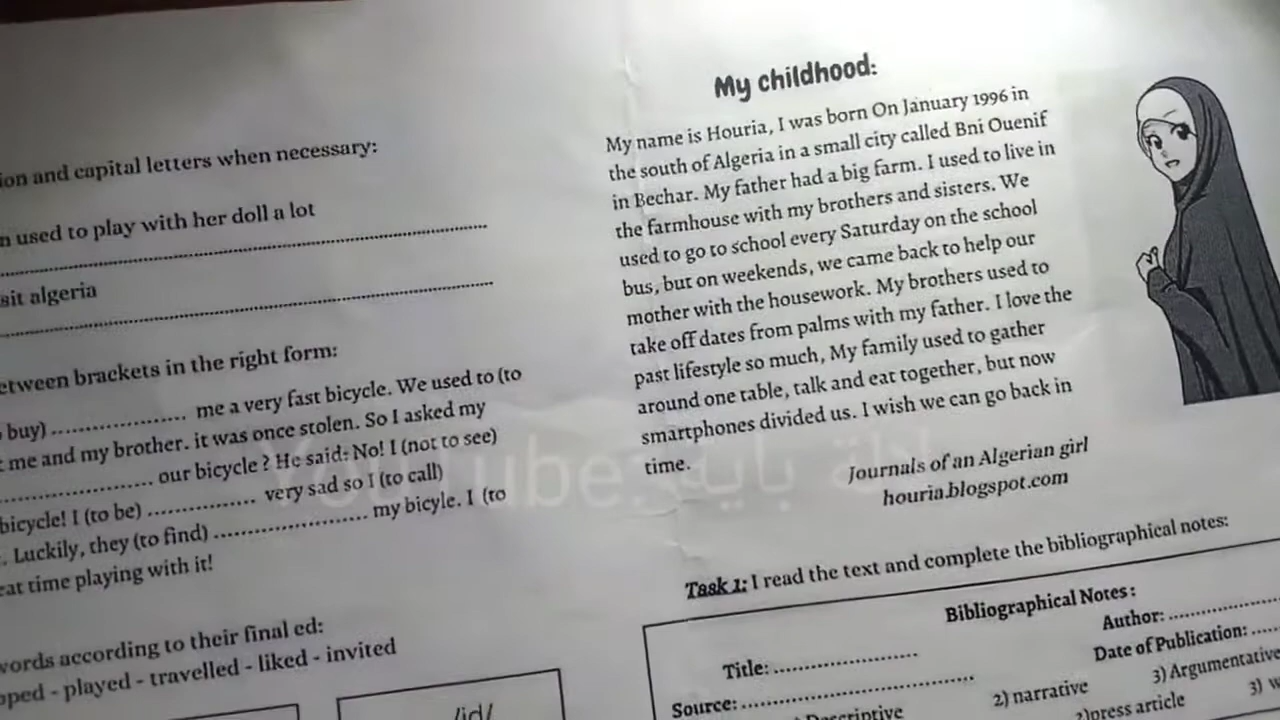 ion and capital letters when necessary:
n used to play with her doll a lot
sit algeria
etween brackets in the right form:
buy) .................... me a very fast bicycle. We used to (to
me and my brother. it was once stolen. So I asked my
.................... our bicycle ? He said: No! I (not to see)
bicycle! I (to be) .................... very sad so I (to call)
. Luckily, they (to find) .................... my bicyle. I (to
eat time playing with it!
words according to their final ed:
pped - played - travelled - liked - invited
/id/
My childhood:
My name is Houria, I was born On January 1996 in
the south of Algeria in a small city called Bni Ouenif
in Bechar. My father had a big farm. I used to live in
the farmhouse with my brothers and sisters. We
used to go to school every Saturday on the school
bus, but on weekends, we came back to help our
mother with the housework. My brothers used to
take off dates from palms with my father. I love the
past lifestyle so much, My family used to gather
around one table, talk and eat together, but now
smartphones divided us. I wish we can go back in
time.
Journals of an Algerian girl
houria.blogspot.com
Task 1: I read the text and complete the bibliographical notes:
Bibliographical Notes:
Author: ....................
Title: ....................
Date of Publication: ......
Source: ....................
Descriptive 2) narrative 3) Argumentative
2)press article 3) w
YouTube: